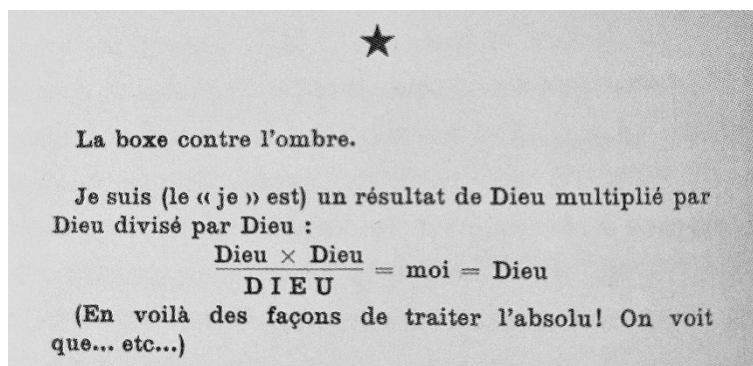 La boxe contre l'ombre.
Je suis (le « je » est) un résultat de Dieu multiplié par
Dieu divisé par Dieu :
Dieu × Dieu
DIEU
= moi = Dieu
(En voilà des façons de traiter l'absolu! On voit
que... etc...)